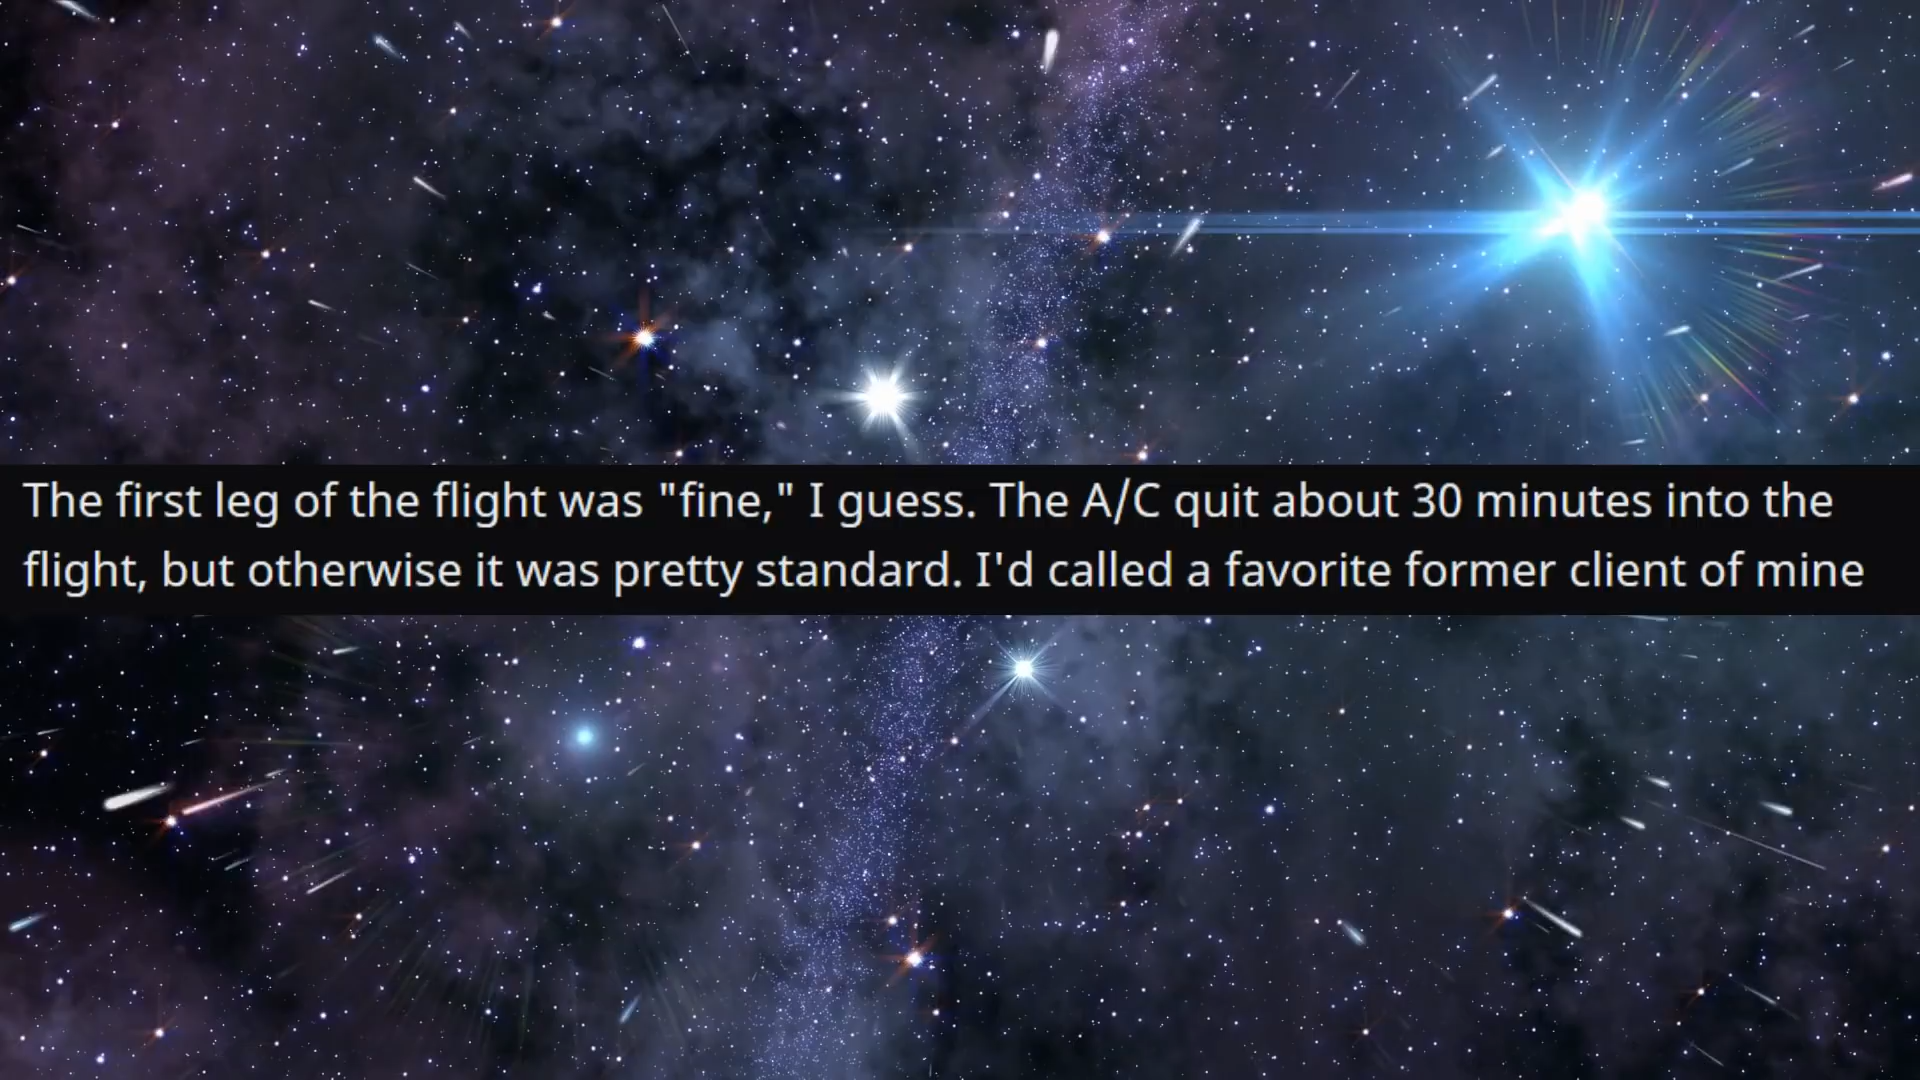 The first leg of the flight was "fine," I guess. The A/C quit about 30 minutes into the
flight, but otherwise it was pretty standard. I'd called a favorite former client of mine